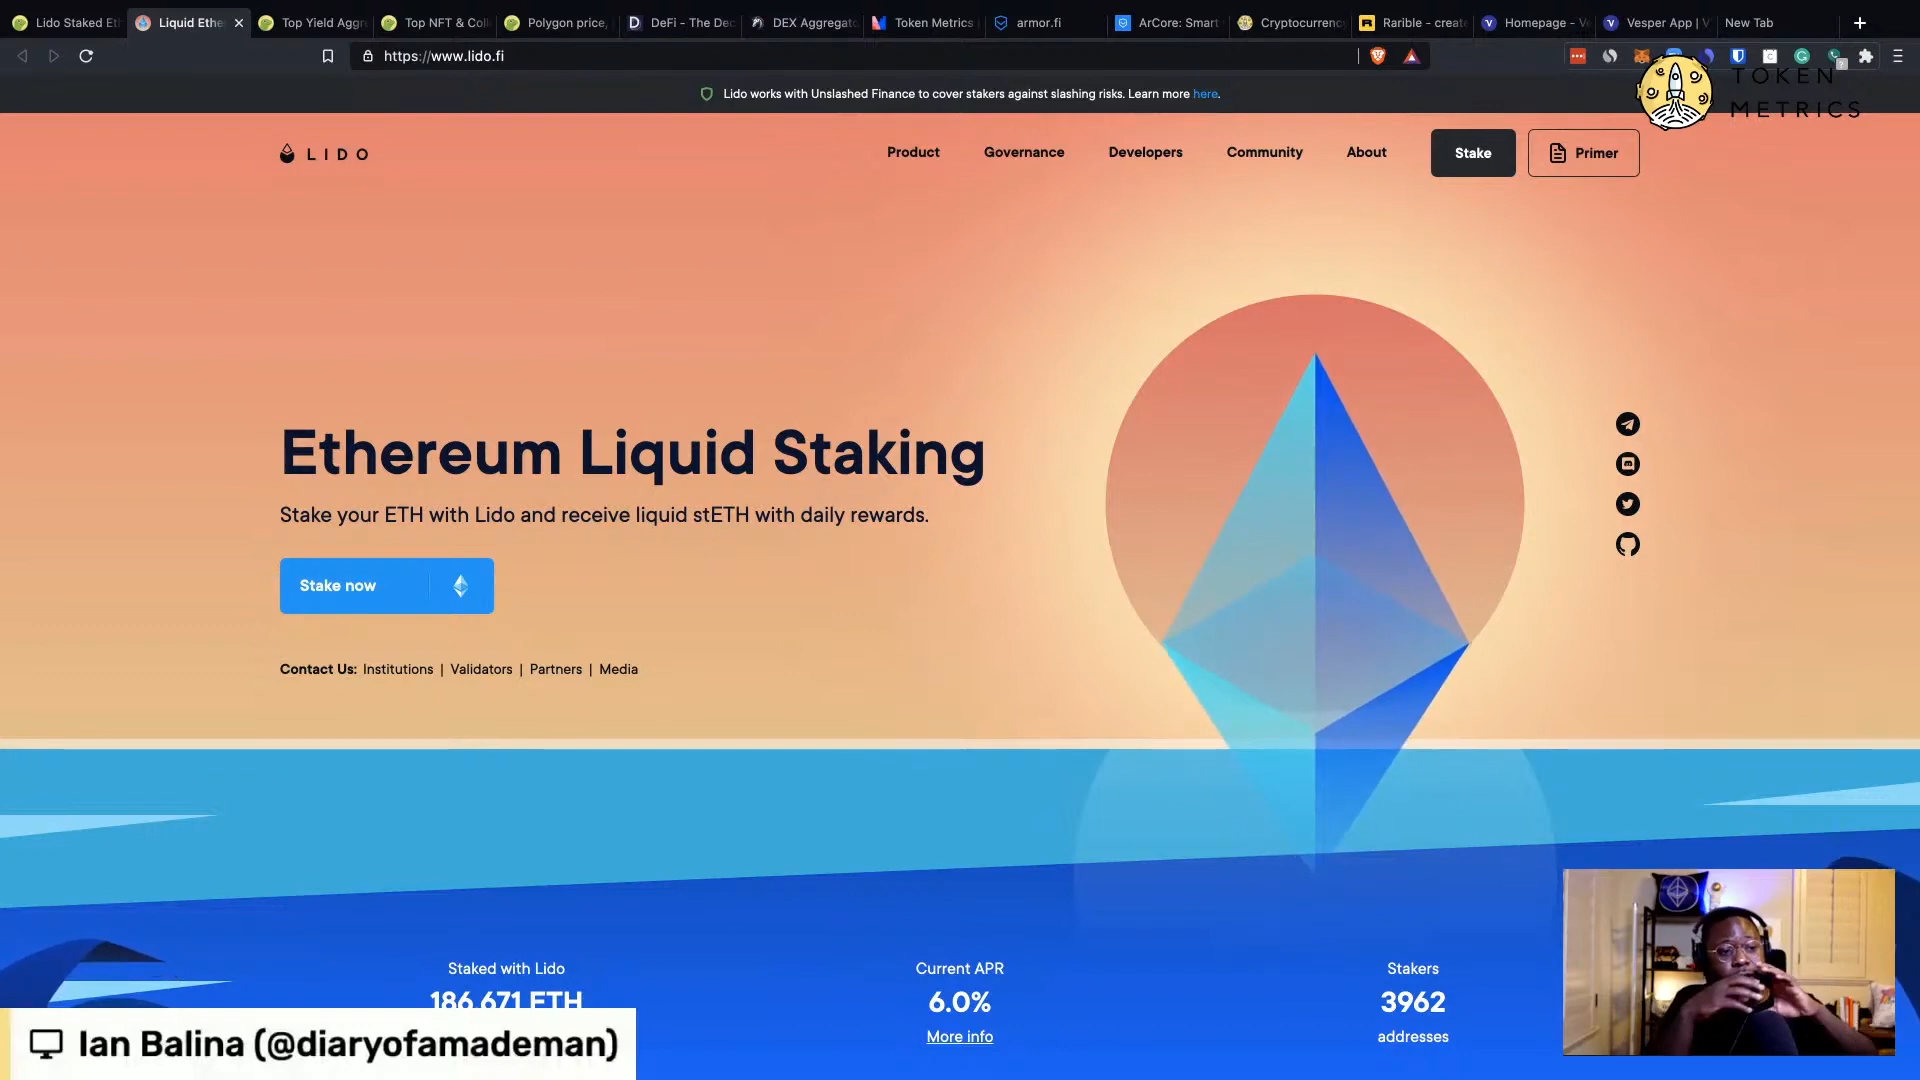 Lido Staked Et
Liquid Ethe
Top Yield Aggr
Top NFT & Coll
Polygon price,
DeFi - The Dec
DEX Aggregato
Token Metrics
armor.fi
ArCore: Smart
Cryptocurrency
Rarible - create
Homepage - Ve
Vesper App | V
New Tab
https://www.lido.fi
Lido works with Unslashed Finance to cover stakers against slashing risks. Learn more here.
TOKEN
METRICS
LIDO
Product
Governance
Developers
Community
About
Stake
Primer
Ethereum Liquid Staking
Stake your ETH with Lido and receive liquid stETH with daily rewards.
Stake now
Contact Us: Institutions | Validators | Partners | Media
Staked with Lido
186,671 ETH
Current APR
6.0%
More info
Stakers
3962
addresses
Ian Balina (@diaryofamademan)